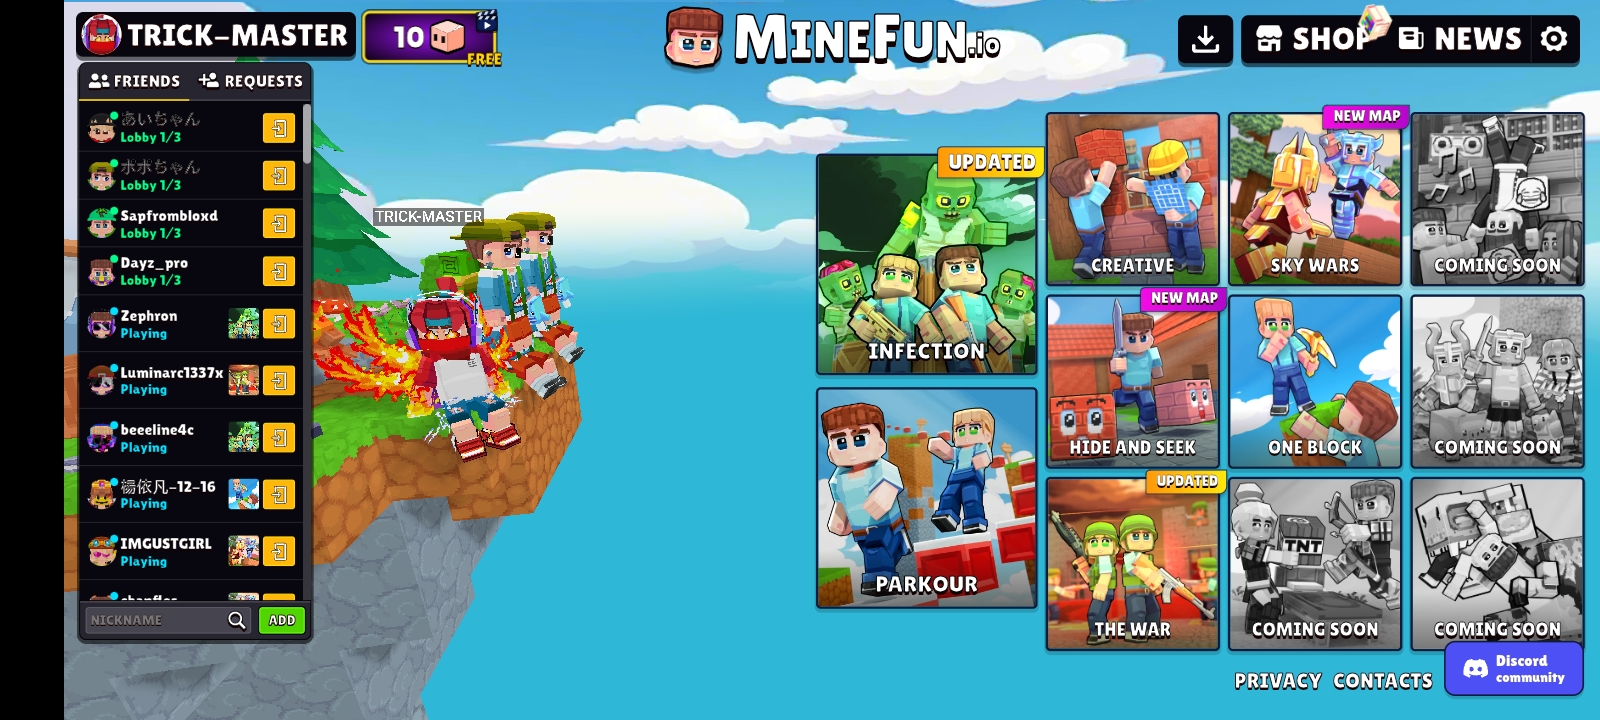 TRICK-MASTER
10
FREE
MINEFUN.io
SHOP
NEWS
FRIENDS
REQUESTS
あいちゃん
Lobby 1/3
ポポちゃん
Lobby 1/3
Sapfrombloxd
Lobby 1/3
Dayz_pro
Lobby 1/3
Zephron
Playing
Luminarc1337x
Playing
beeeline4c
Playing
楊依凡-12-16
Playing
IMGUSTGIRL
Playing
NICKNAME
ADD
TRICK-MASTER
UPDATED
INFECTION
PARKOUR
CREATIVE
NEW MAP
SKY WARS
COMING SOON
NEW MAP
HIDE AND SEEK
ONE BLOCK
COMING SOON
UPDATED
THE WAR
TNT
COMING SOON
COMING SOON
PRIVACY
CONTACTS
Discord
community